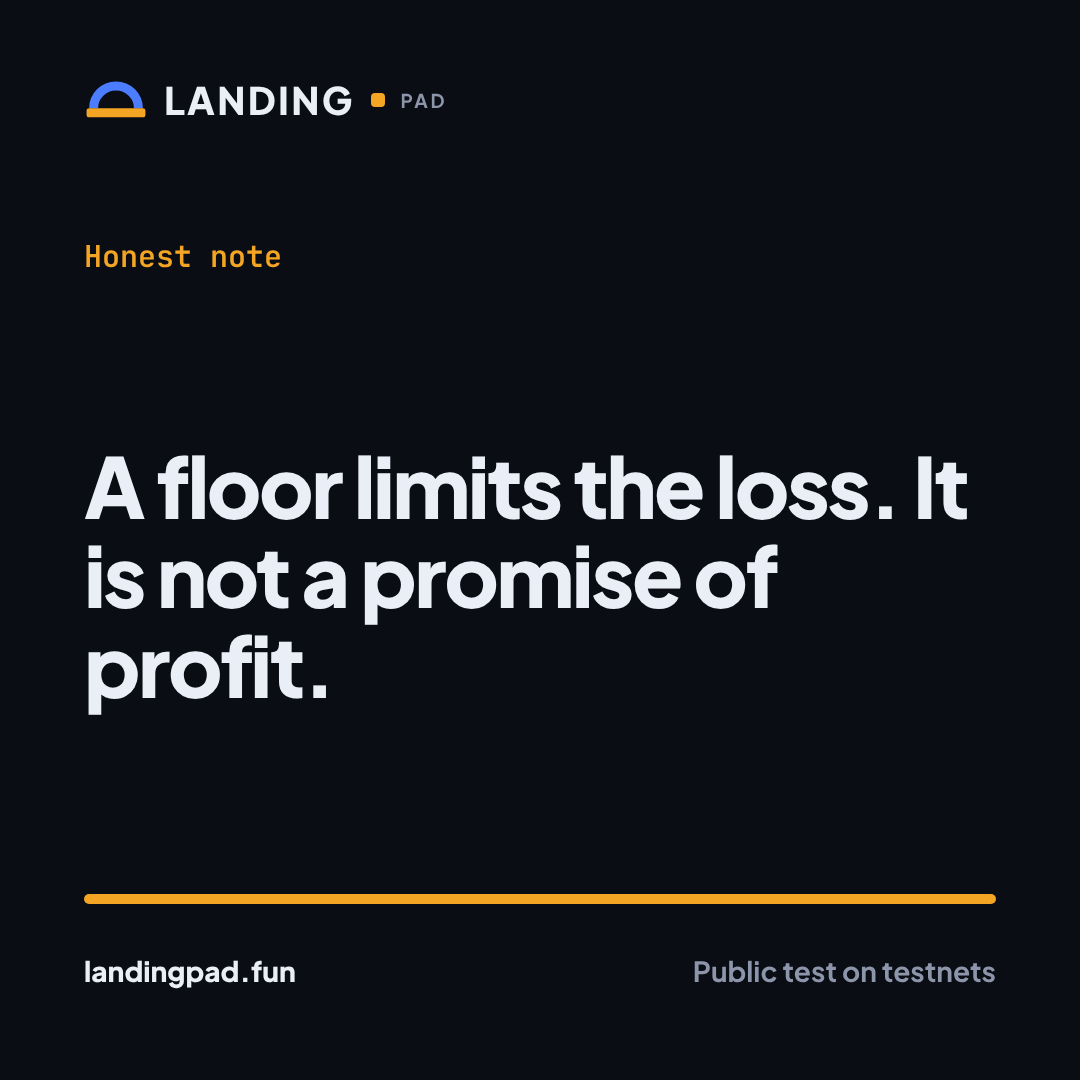 LANDING PAD
Honest note
A floor limits the loss. It
is not a promise of
profit.
landingpad.fun
Public test on testnets